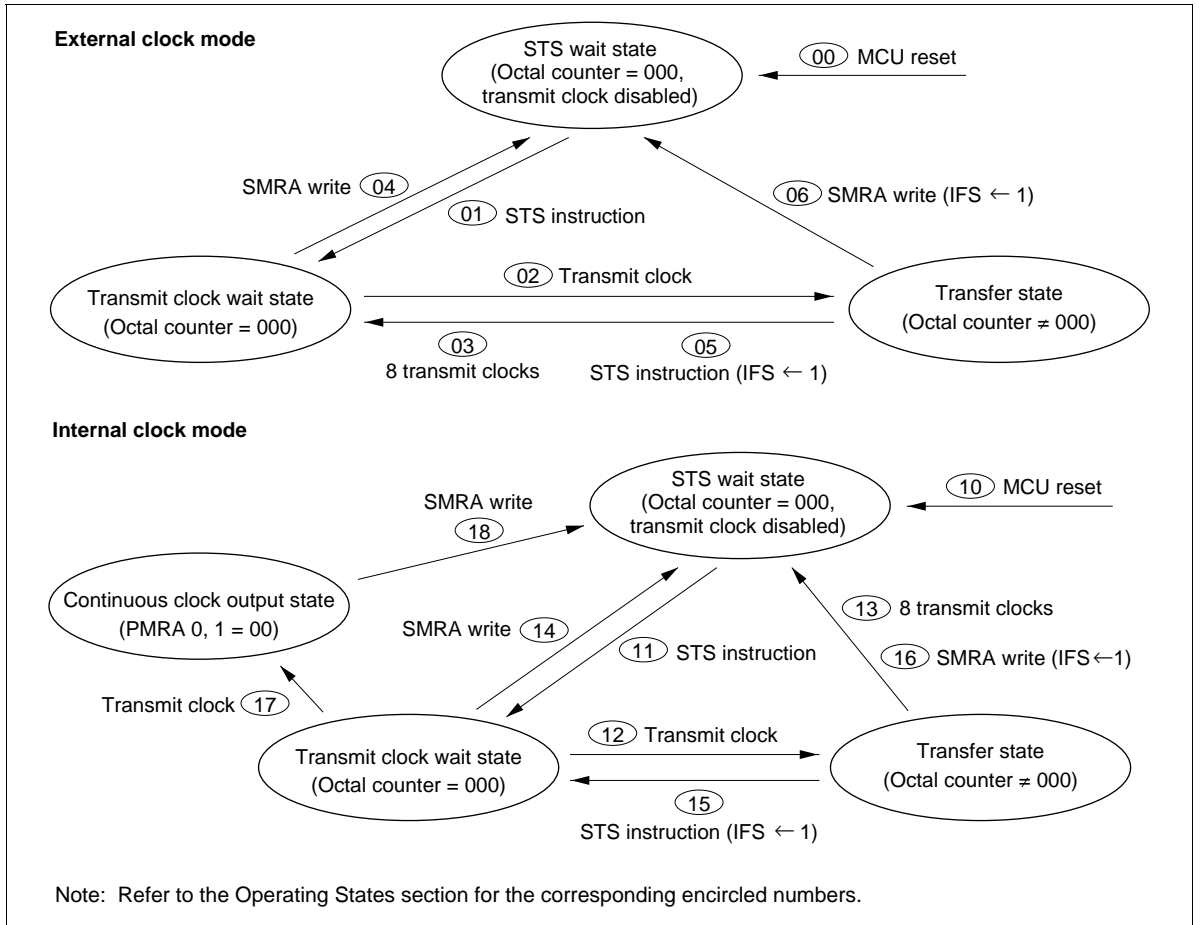 External clock mode
STS wait state
(Octal counter = 000,
transmit clock disabled)
00 MCU reset
SMRA write 04
01 STS instruction
06 SMRA write (IFS ← 1)
Transmit clock wait state
(Octal counter = 000)
02 Transmit clock
Transfer state
(Octal counter ≠ 000)
03
8 transmit clocks
05
STS instruction (IFS ← 1)
Internal clock mode
STS wait state
(Octal counter = 000,
transmit clock disabled)
10 MCU reset
SMRA write
18
Continuous clock output state
(PMRA 0, 1 = 00)
SMRA write 14
11 STS instruction
13 8 transmit clocks
16 SMRA write (IFS←1)
Transmit clock 17
Transmit clock wait state
(Octal counter = 000)
12 Transmit clock
Transfer state
(Octal counter ≠ 000)
15
STS instruction (IFS ← 1)
Note: Refer to the Operating States section for the corresponding encircled numbers.